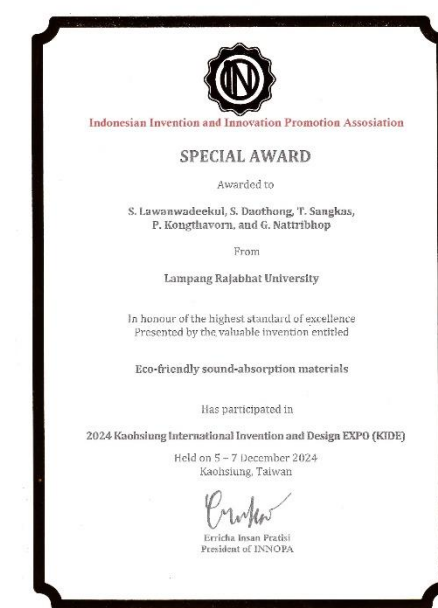 IN
Indonesian Invention and Innovation Promotion Assosiation
SPECIAL AWARD
Awarded to
S. Lawanwadeekul, S. Daothong, T. Sangkas,
P. Kongthavorn, and G. Nattribhop
From
Lampang Rajabhat University
In honour of the highest standard of excellence
Presented by the valuable invention entitled
Eco-friendly sound-absorption materials
Has participated in
2024 Kaohsiung International Invention and Design EXPO (KIDE)
Held on 5 – 7 December 2024
Kaohsiung, Taiwan
Erricha Insan Pratisi
President of INNOPA